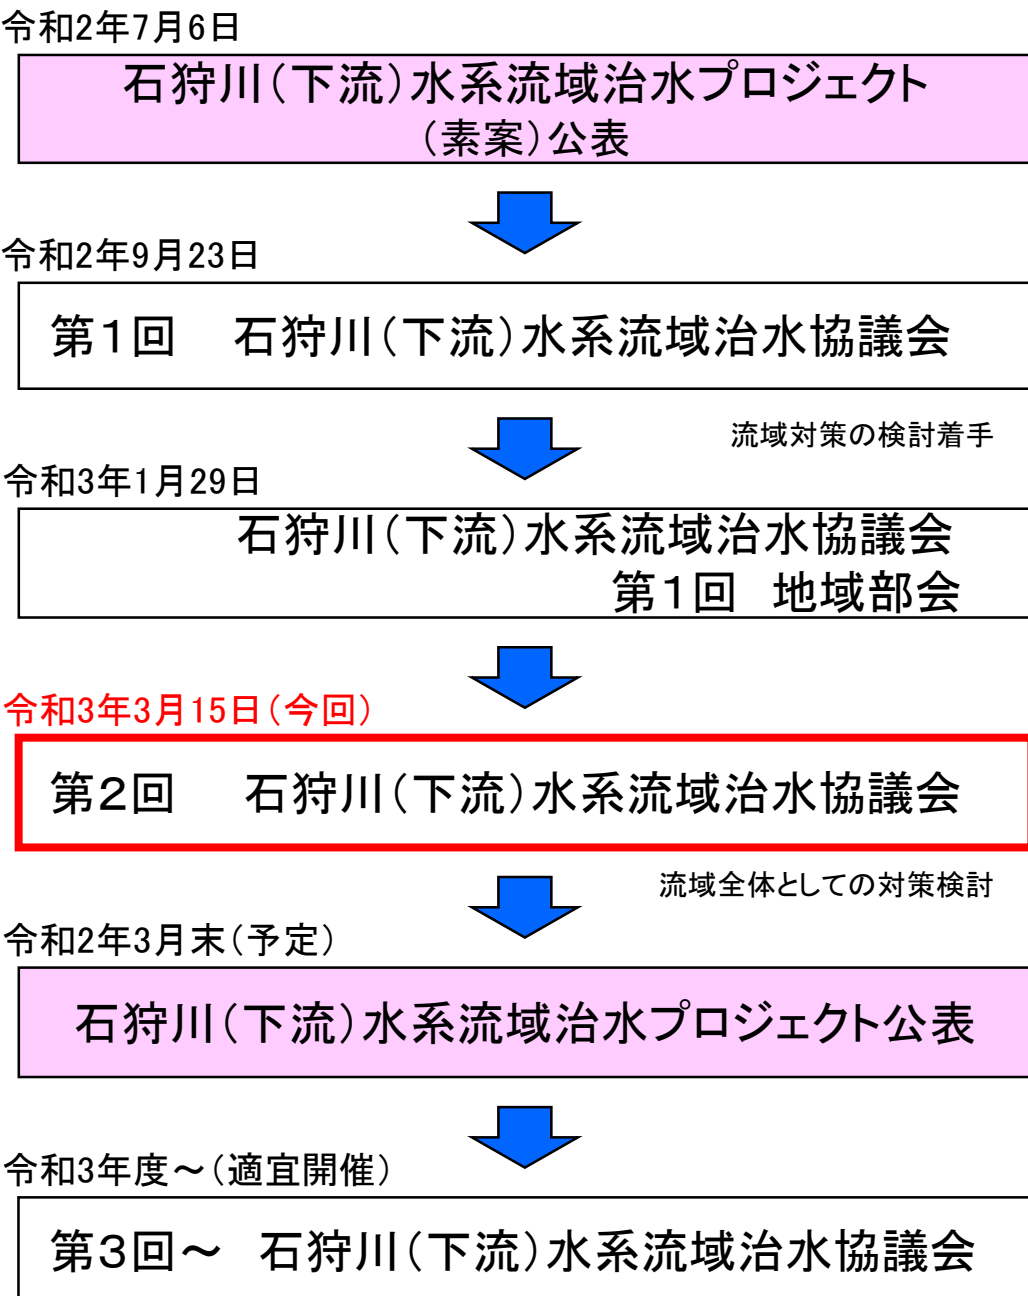 令和2年7月6日
石狩川（下流）水系流域治水プロジェクト
（素案）公表
令和2年9月23日
第１回　石狩川（下流）水系流域治水協議会
流域対策の検討着手
令和3年1月29日
石狩川（下流）水系流域治水協議会
第１回　地域部会
令和3年3月15日（今回）
第２回　石狩川（下流）水系流域治水協議会
流域全体としての対策検討
令和2年3月末（予定）
石狩川（下流）水系流域治水プロジェクト公表
令和3年度～（適宜開催）
第３回～　石狩川（下流）水系流域治水協議会